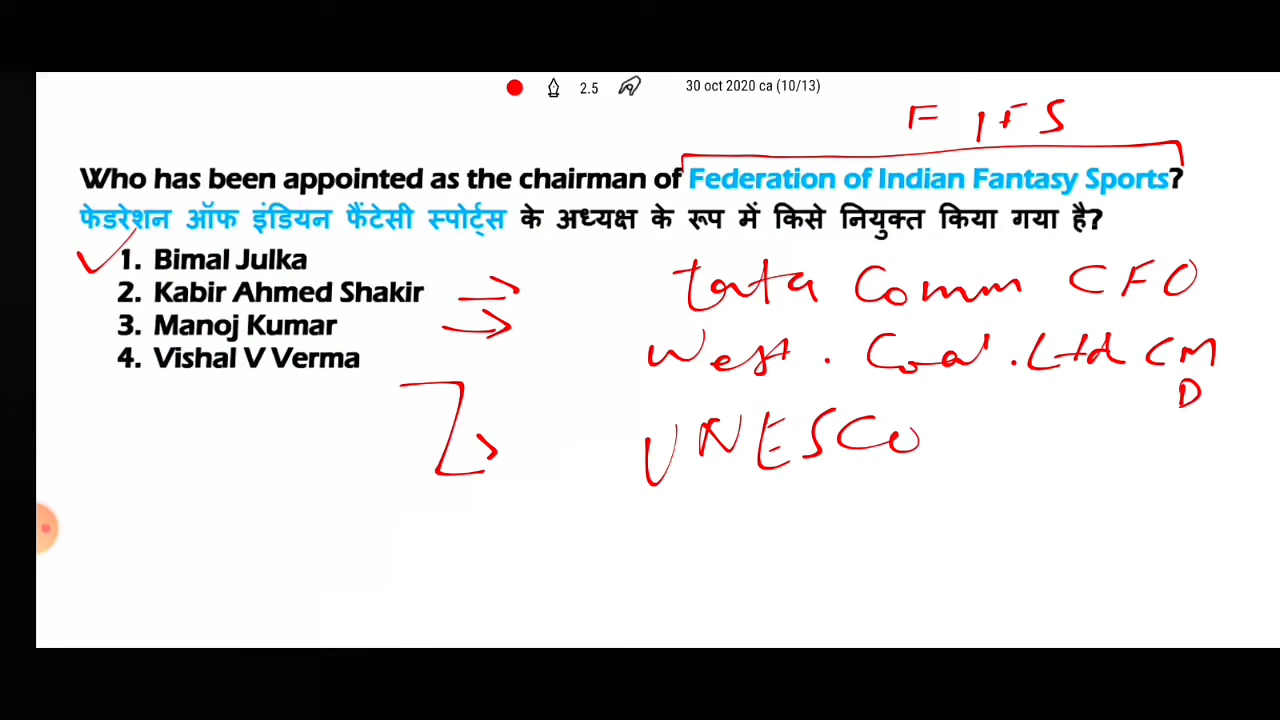 2.5 30 oct 2020 ca (10/13)
F I F S
Who has been appointed as the chairman of Federation of Indian Fantasy Sports?
फेडरेशन ऑफ इंडियन फैंटेसी स्पोर्ट्स के अध्यक्ष के रूप में किसे नियुक्त किया गया है?
1. Bimal Julka
2. Kabir Ahmed Shakir Tata Comm CFO
3. Manoj Kumar West. Coal. Ltd CMD
4. Vishal V Verma
UNESCO